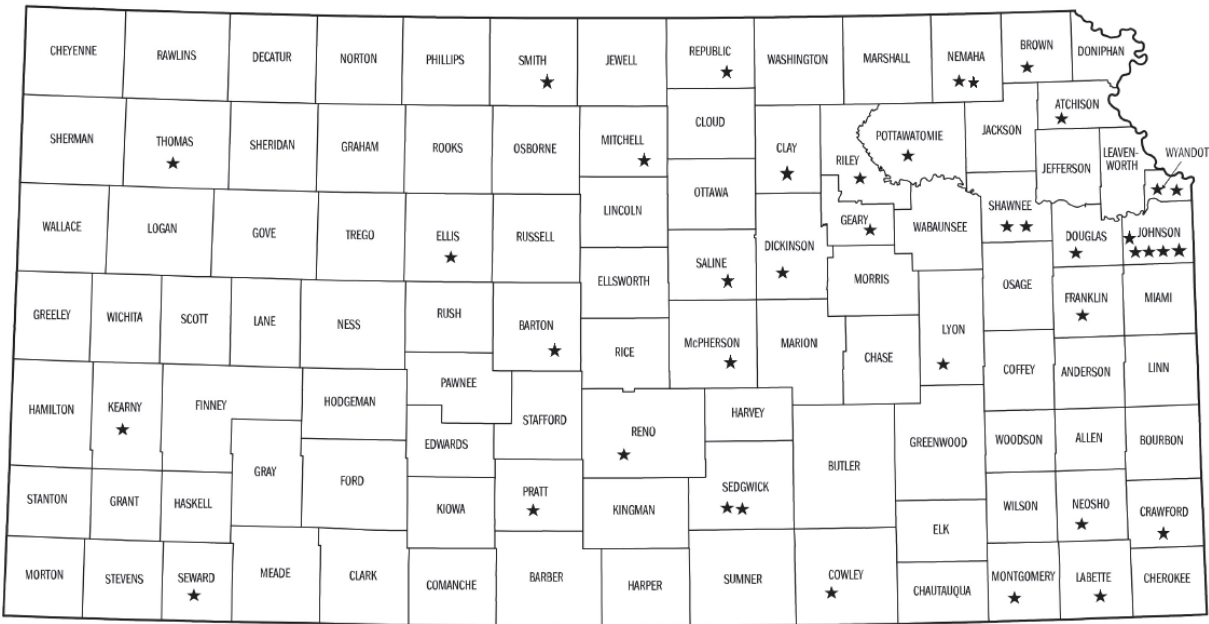 CHEYENNE
RAWLINS
DECATUR
NORTON
PHILLIPS
SMITH
JEWELL
REPUBLIC
WASHINGTON
MARSHALL
NEMAHA
BROWN
DONIPHAN
SHERMAN
THOMAS
SHERIDAN
GRAHAM
ROOKS
OSBORNE
MITCHELL
CLOUD
CLAY
RILEY
POTTAWATOMIE
JACKSON
ATCHISON
JEFFERSON
LEAVEN-
WORTH
WYANDOT
WALLACE
LOGAN
GOVE
TREGO
ELLIS
RUSSELL
LINCOLN
OTTAWA
SALINE
DICKINSON
GEARY
WABAUNSEE
SHAWNEE
DOUGLAS
JOHNSON
ELLSWORTH
MORRIS
OSAGE
FRANKLIN
MIAMI
GREELEY
WICHITA
SCOTT
LANE
NESS
RUSH
BARTON
RICE
McPHERSON
MARION
CHASE
LYON
COFFEY
ANDERSON
LINN
HAMILTON
KEARNY
FINNEY
HODGEMAN
PAWNEE
STAFFORD
RENO
HARVEY
BUTLER
GREENWOOD
WOODSON
ALLEN
BOURBON
EDWARDS
GRAY
FORD
STANTON
GRANT
HASKELL
KIOWA
PRATT
KINGMAN
SEDGWICK
ELK
WILSON
NEOSHO
CRAWFORD
MORTON
STEVENS
SEWARD
MEADE
CLARK
COMANCHE
BARBER
HARPER
SUMNER
COWLEY
CHAUTAUQUA
MONTGOMERY
LABETTE
CHEROKEE